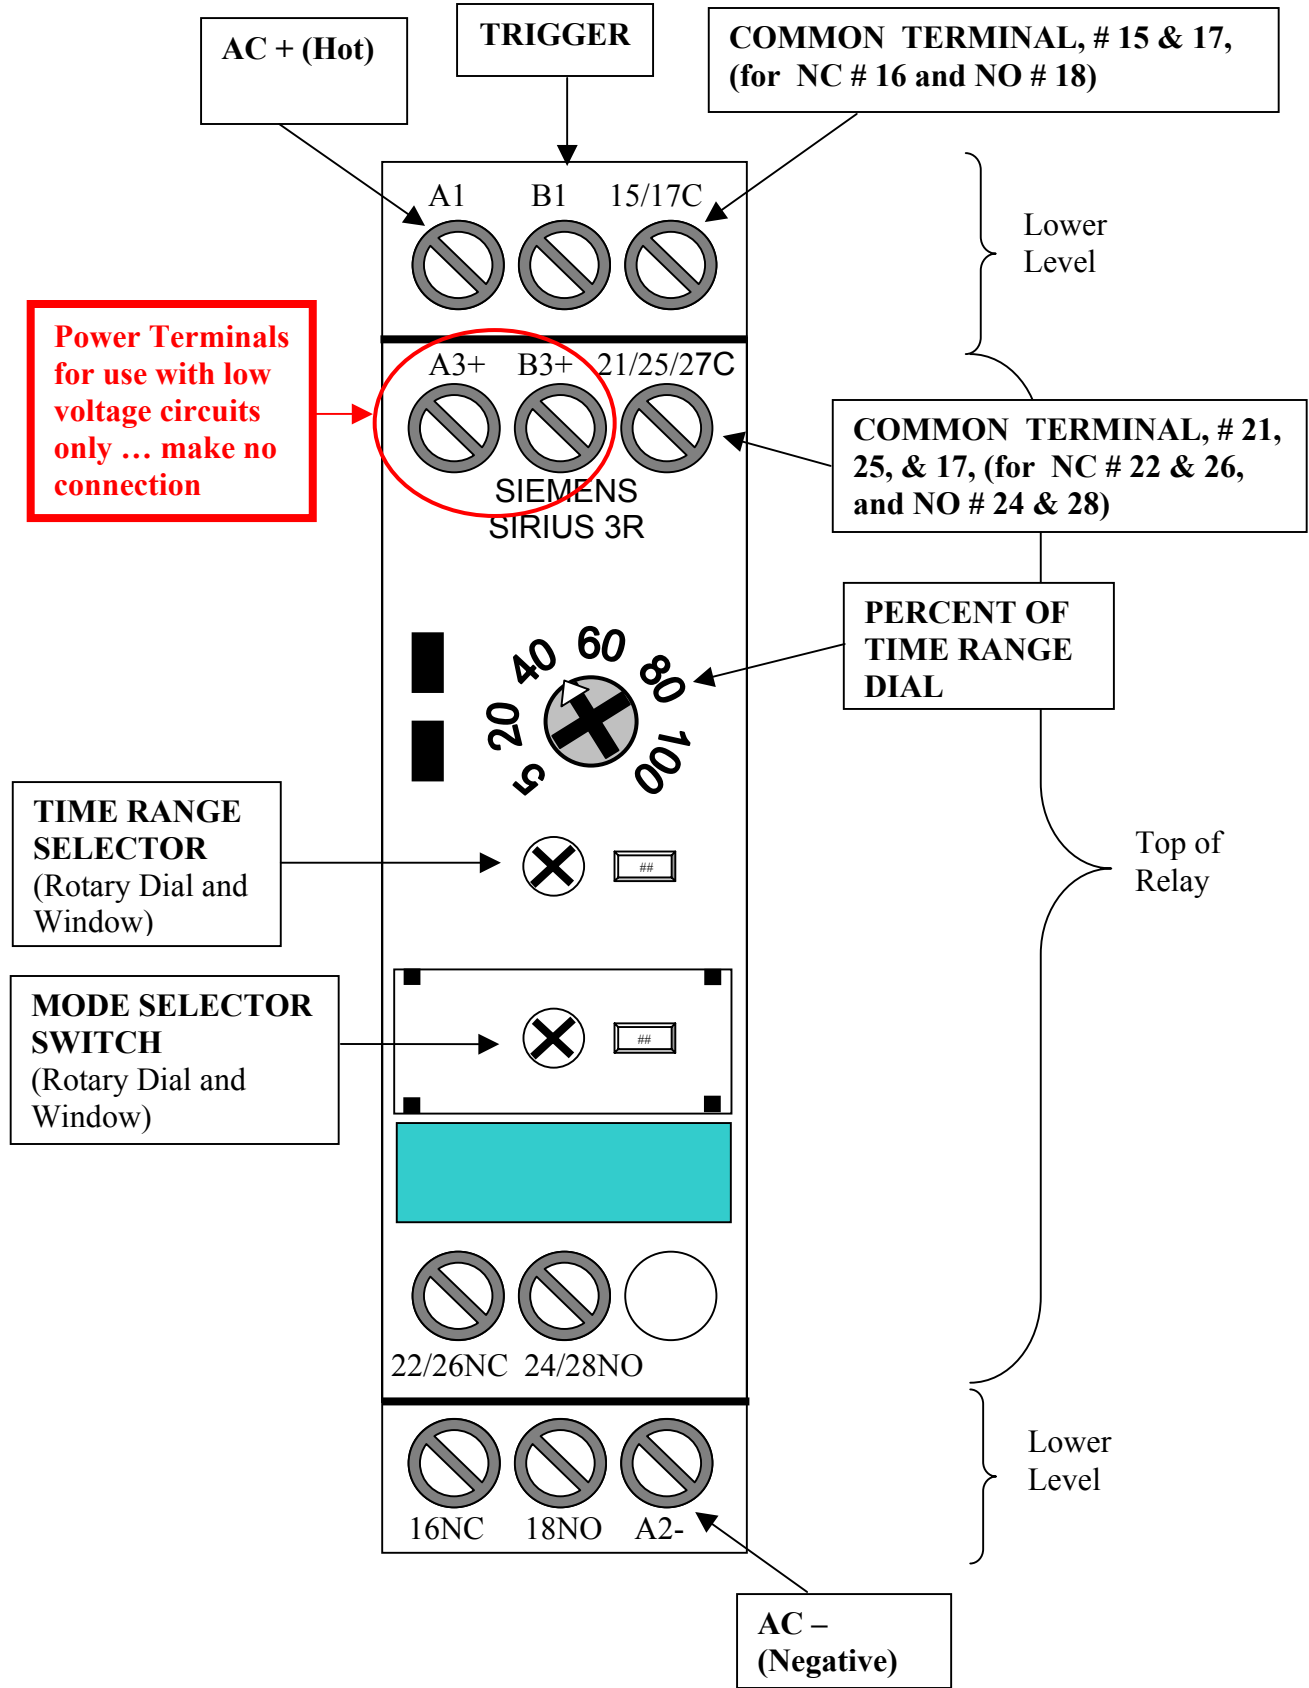 AC + (Hot)
TRIGGER
COMMON TERMINAL, # 15 & 17,
(for NC # 16 and NO # 18)
A1 B1 15/17C
Lower
Level
Power Terminals
for use with low
voltage circuits
only … make no
connection
A3+ B3+ 21/25/27C
SIEMENS
SIRIUS 3R
COMMON TERMINAL, # 21,
25, & 17, (for NC # 22 & 26,
and NO # 24 & 28)
PERCENT OF
TIME RANGE
DIAL
5 20 40 60 80 100
TIME RANGE
SELECTOR
(Rotary Dial and
Window)
##
Top of
Relay
MODE SELECTOR
SWITCH
(Rotary Dial and
Window)
##
22/26NC 24/28NO
Lower
Level
16NC 18NO A2-
AC –
(Negative)